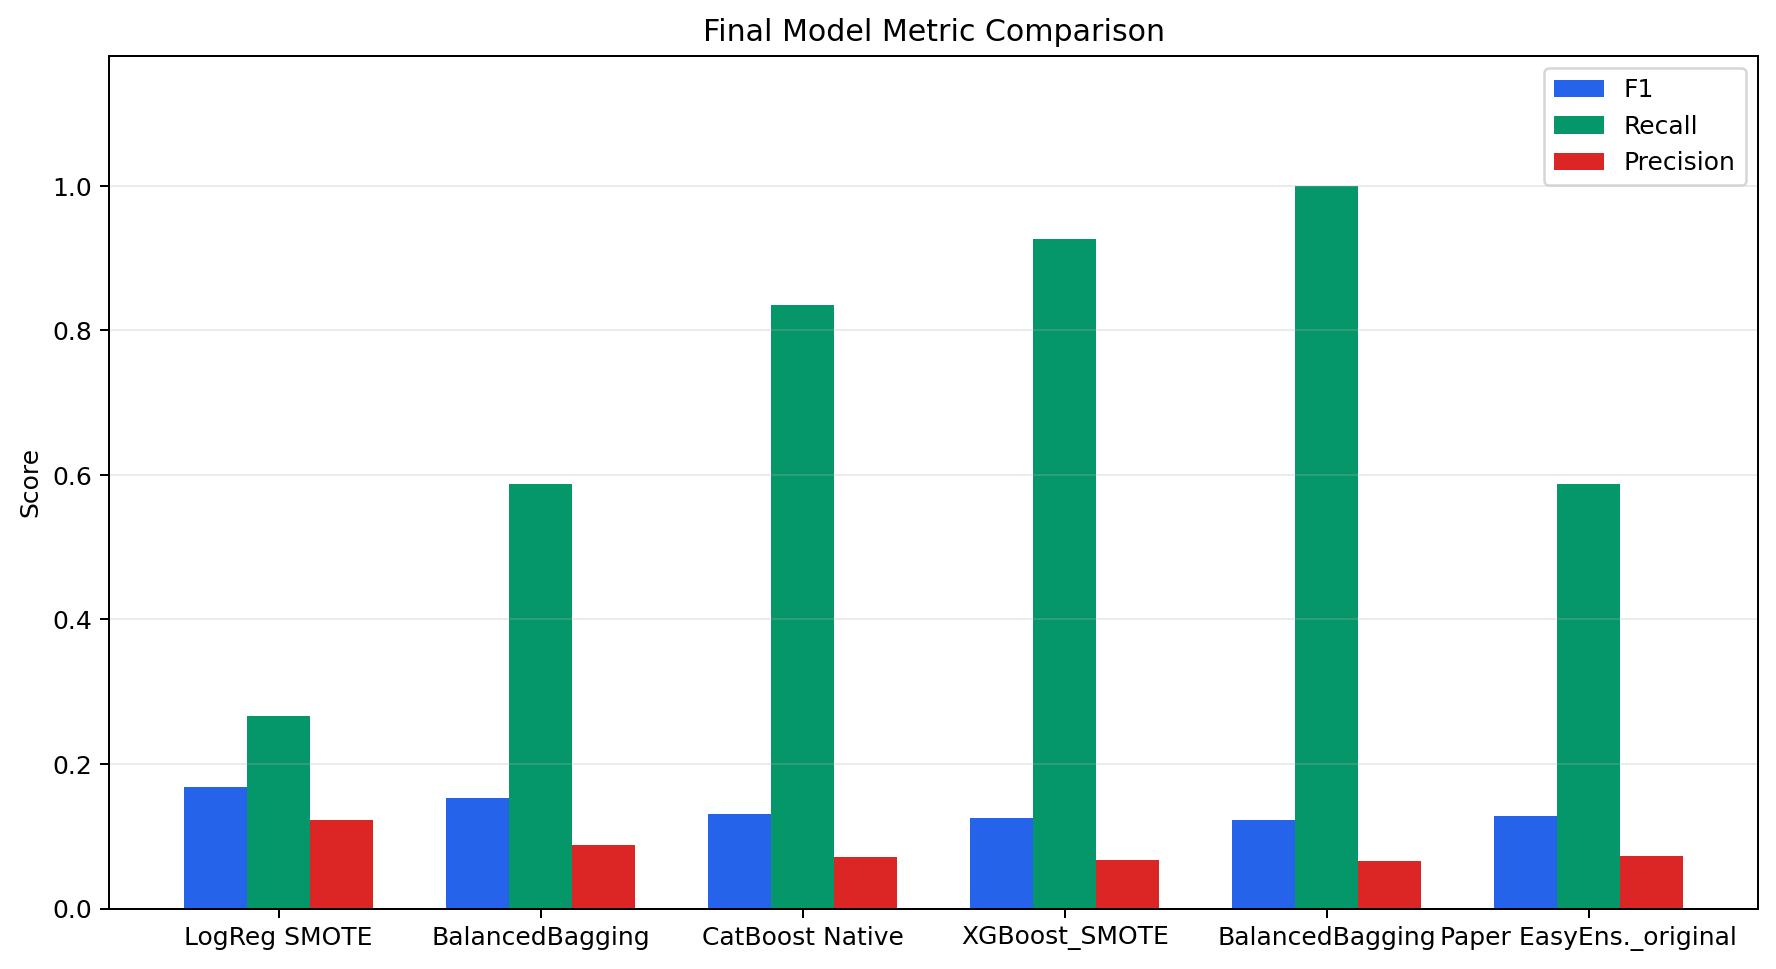 Final Model Metric Comparison
F1
Recall
Precision
1.0
0.8
0.6
0.4
0.2
0.0
Score
LogReg SMOTE
BalancedBagging
CatBoost Native
XGBoost_SMOTE
BalancedBagging
Paper EasyEns._original